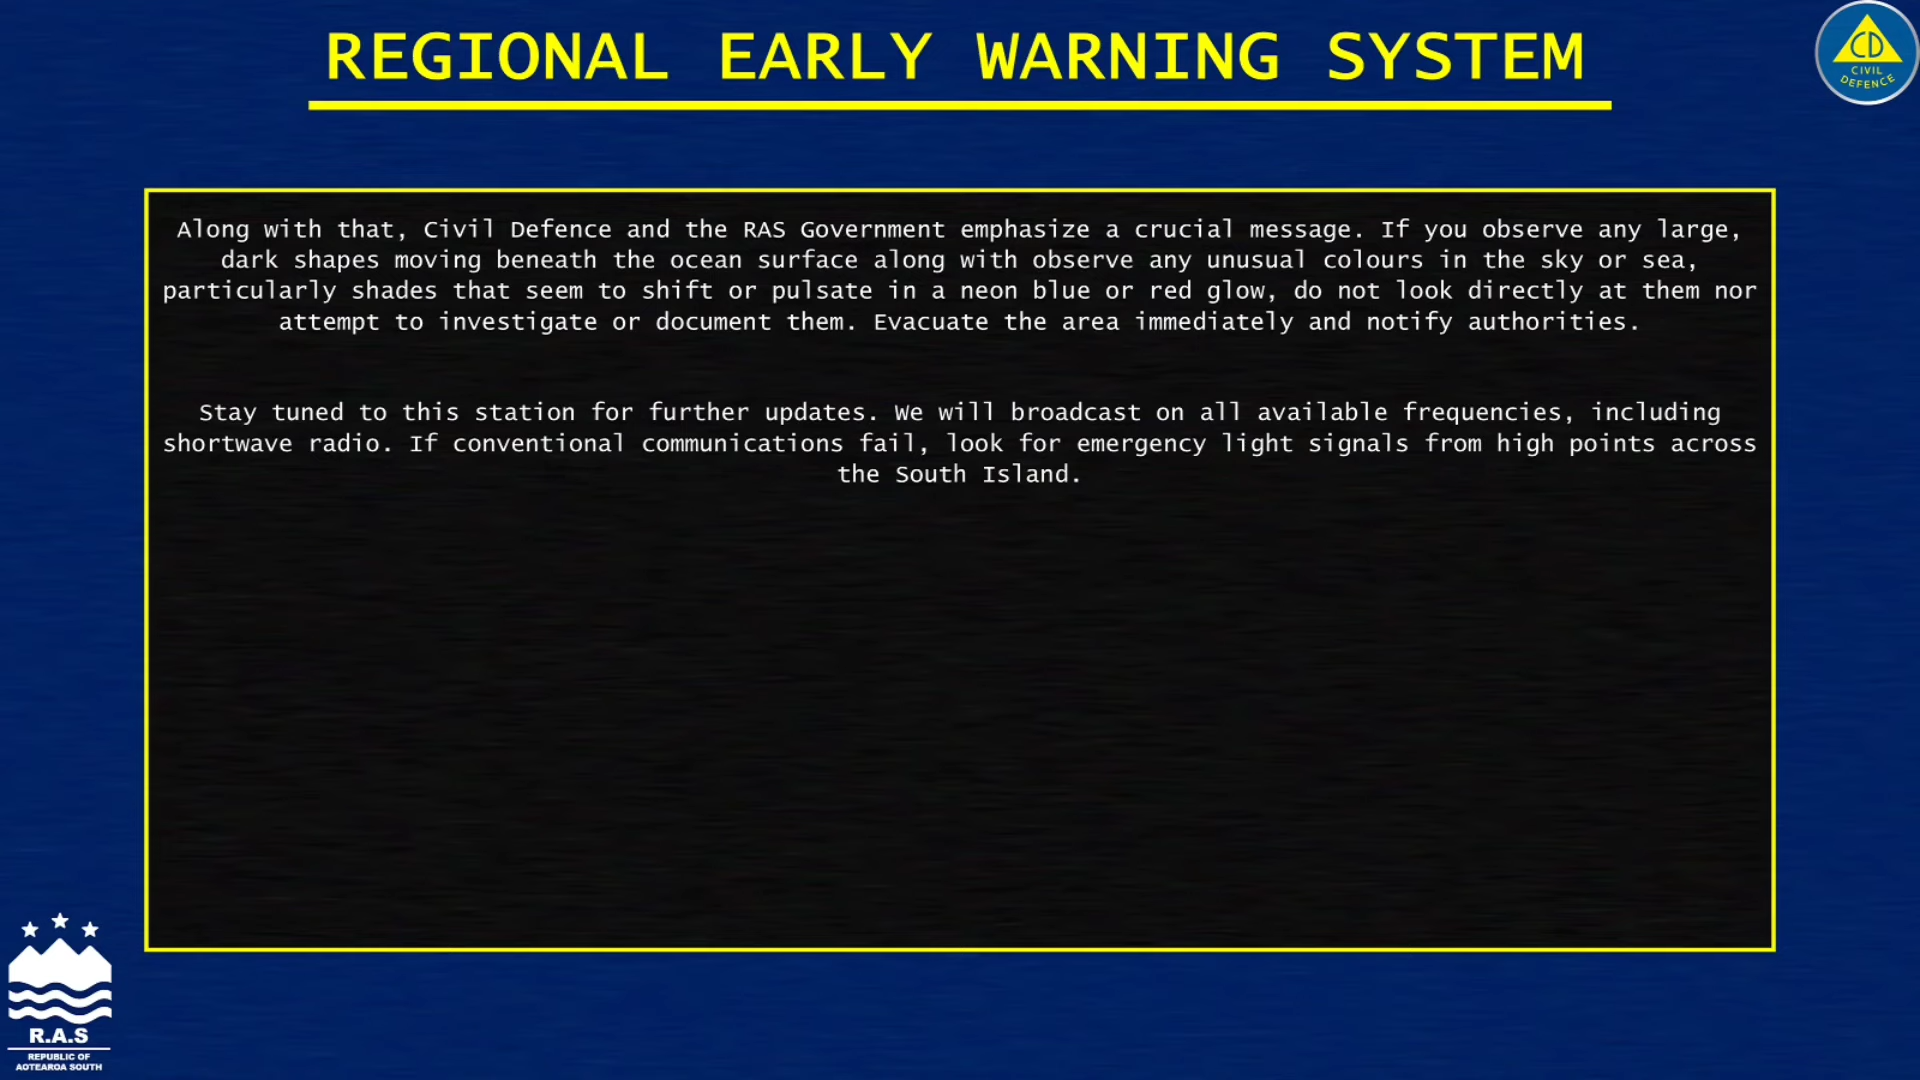 REGIONAL EARLY WARNING SYSTEM
CD
CIVIL
DEFENCE
Along with that, Civil Defence and the RAS Government emphasize a crucial message. If you observe any large,
dark shapes moving beneath the ocean surface along with observe any unusual colours in the sky or sea,
particularly shades that seem to shift or pulsate in a neon blue or red glow, do not look directly at them nor
attempt to investigate or document them. Evacuate the area immediately and notify authorities.
Stay tuned to this station for further updates. We will broadcast on all available frequencies, including
shortwave radio. If conventional communications fail, look for emergency light signals from high points across
the South Island.
R.A.S
REPUBLIC OF
AOTEAROA SOUTH